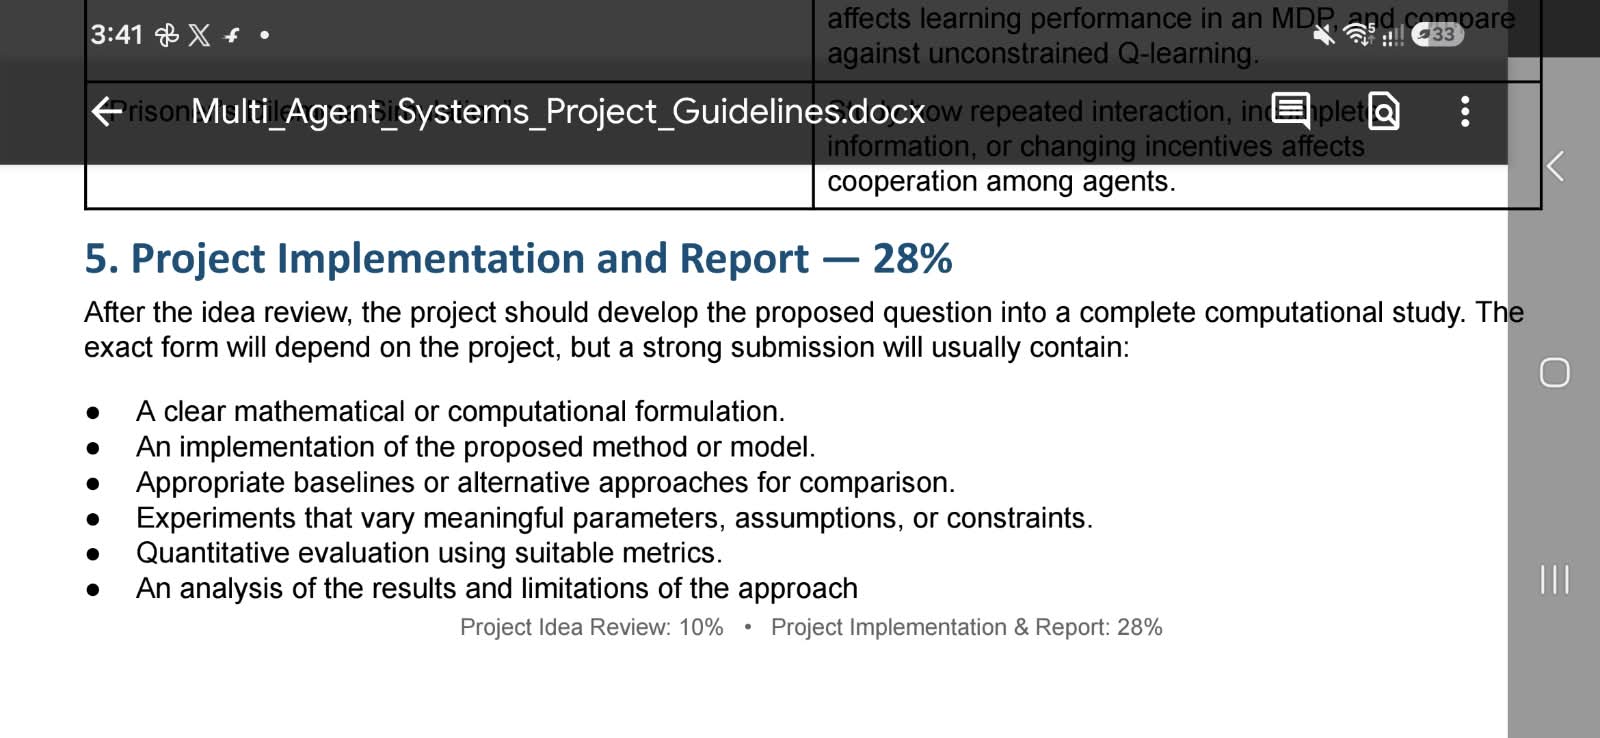 affects learning performance in an MDP, and compare
3:41
33
against unconstrained Q-learning.
Multi_Agent_Systems_Project_Guidelines.docx
how repeated interaction, incomplete
information, or changing incentives affects
cooperation among agents.
5. Project Implementation and Report — 28%
After the idea review, the project should develop the proposed question into a complete computational study. The
exact form will depend on the project, but a strong submission will usually contain:
● A clear mathematical or computational formulation.
● An implementation of the proposed method or model.
● Appropriate baselines or alternative approaches for comparison.
● Experiments that vary meaningful parameters, assumptions, or constraints.
● Quantitative evaluation using suitable metrics.
● An analysis of the results and limitations of the approach
Project Idea Review: 10% • Project Implementation & Report: 28%